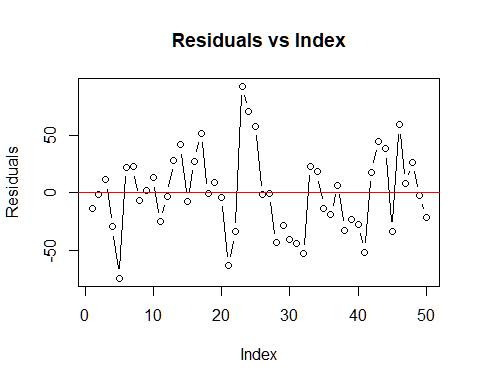 Residuals vs Index
Residuals
50
0
-50
0 10 20 30 40 50
Index